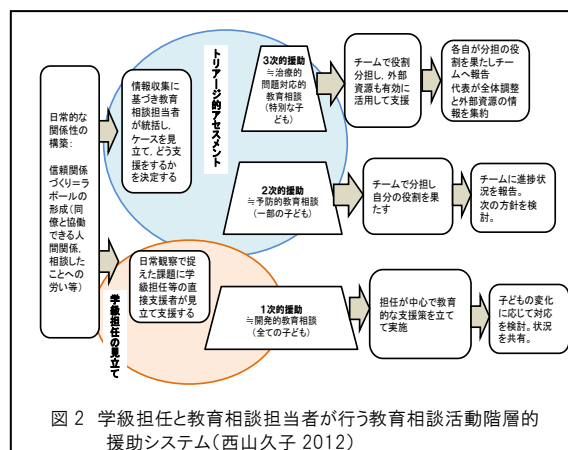 日常的な
関係性の
構築:
信頼関係
づくり=ラ
ポールの
形成(同
僚と協働
できる人
間関係,
相談した
ことへの
労い等)
情報収集に
基づき教育
相談担当者
が統括し,
ケースを見
立て,どう支
援をするか
を決定する
トリアージ的アセスメント
3次的援助
≒治療的
問題対応的
教育相談
(特別な子
ども)
チームで役割
分担し,外部
資源も有効に
活用して支援
各自が分担の役
割を果たしチー
ムへ報告
代表が全体調整
と外部資源の情
報を集約
2次的援助
≒予防的教育相談
(一部の子ども)
チームで分担し
自分の役割を果
たす
チームに進捗状
況を報告。
次の方針を検
討。
学級担任の見立て
日常観察で捉
えた課題に学
級担任等の直
接支援者が見
立て支援する
1次的援助
≒開発的教育相談
(全ての子ども)
担任が中心で教育
的な支援策を立て
て実施
子どもの変化
に応じて対応
を検討。状況
を共有。
図2 学級担任と教育相談担当者が行う教育相談活動階層的
援助システム(西山久子 2012)